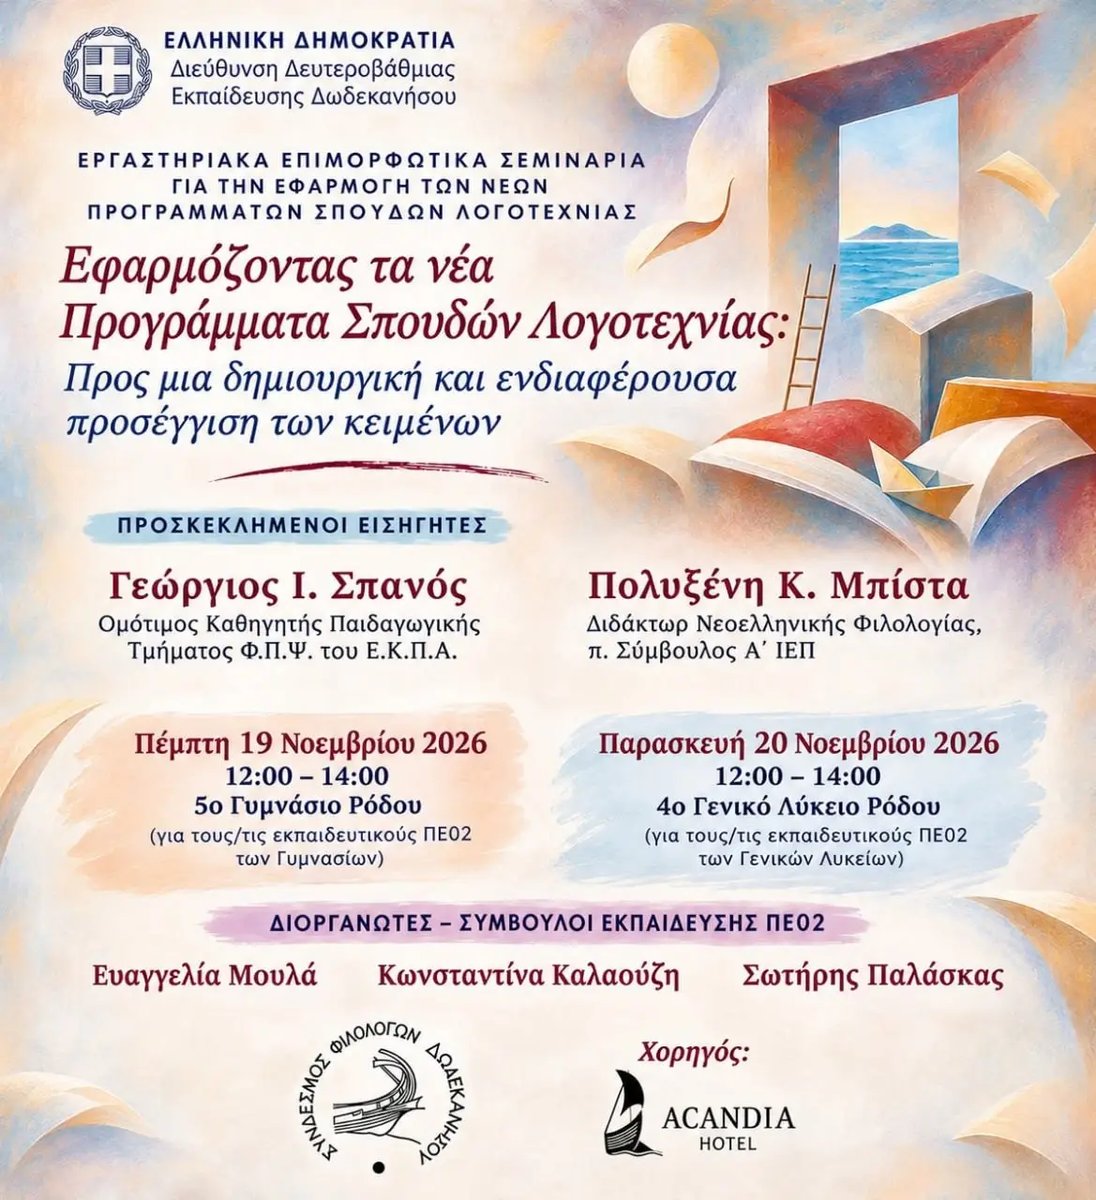 ΕΛΛΗΝΙΚΗ ΔΗΜΟΚΡΑΤΙΑ
Διεύθυνση Δευτεροβάθμιας
Εκπαίδευσης Δωδεκανήσου
ΕΡΓΑΣΤΗΡΙΑΚΑ ΕΠΙΜΟΡΦΩΤΙΚΑ ΣΕΜΙΝΑΡΙΑ
ΓΙΑ ΤΗΝ ΕΦΑΡΜΟΓΗ ΤΩΝ ΝΕΩΝ
ΠΡΟΓΡΑΜΜΑΤΩΝ ΣΠΟΥΔΩΝ ΛΟΓΟΤΕΧΝΙΑΣ
Εφαρμόζοντας τα νέα
Προγράμματα Σπουδών Λογοτεχνίας:
Προς μια δημιουργική και ενδιαφέρουσα
προσέγγιση των κειμένων
ΠΡΟΣΚΕΚΛΗΜΕΝΟΙ ΕΙΣΗΓΗΤΕΣ
Γεώργιος Ι. Σπανός
Ομότιμος Καθηγητής Παιδαγωγικής
Τμήματος Φ.Π.Ψ. του Ε.Κ.Π.Α.
Πολυξένη Κ. Μπίστα
Διδάκτωρ Νεοελληνικής Φιλολογίας,
π. Σύμβουλος Α΄ ΙΕΠ
Πέμπτη 19 Νοεμβρίου 2026
12:00 – 14:00
5ο Γυμνάσιο Ρόδου
(για τους/τις εκπαιδευτικούς ΠΕ02
των Γυμνασίων)
Παρασκευή 20 Νοεμβρίου 2026
12:00 – 14:00
4ο Γενικό Λύκειο Ρόδου
(για τους/τις εκπαιδευτικούς ΠΕ02
των Γενικών Λυκείων)
ΔΙΟΡΓΑΝΩΤΕΣ – ΣΥΜΒΟΥΛΟΙ ΕΚΠΑΙΔΕΥΣΗΣ ΠΕ02
Ευαγγελία Μουλά Κωνσταντίνα Καλαούζη Σωτήρης Παλάσκας
ΣΥΝΔΕΣΜΟΣ ΦΙΛΟΛΟΓΩΝ ΔΩΔΕΚΑΝΗΣΟΥ
Χορηγός:
ACANDIA
HOTEL